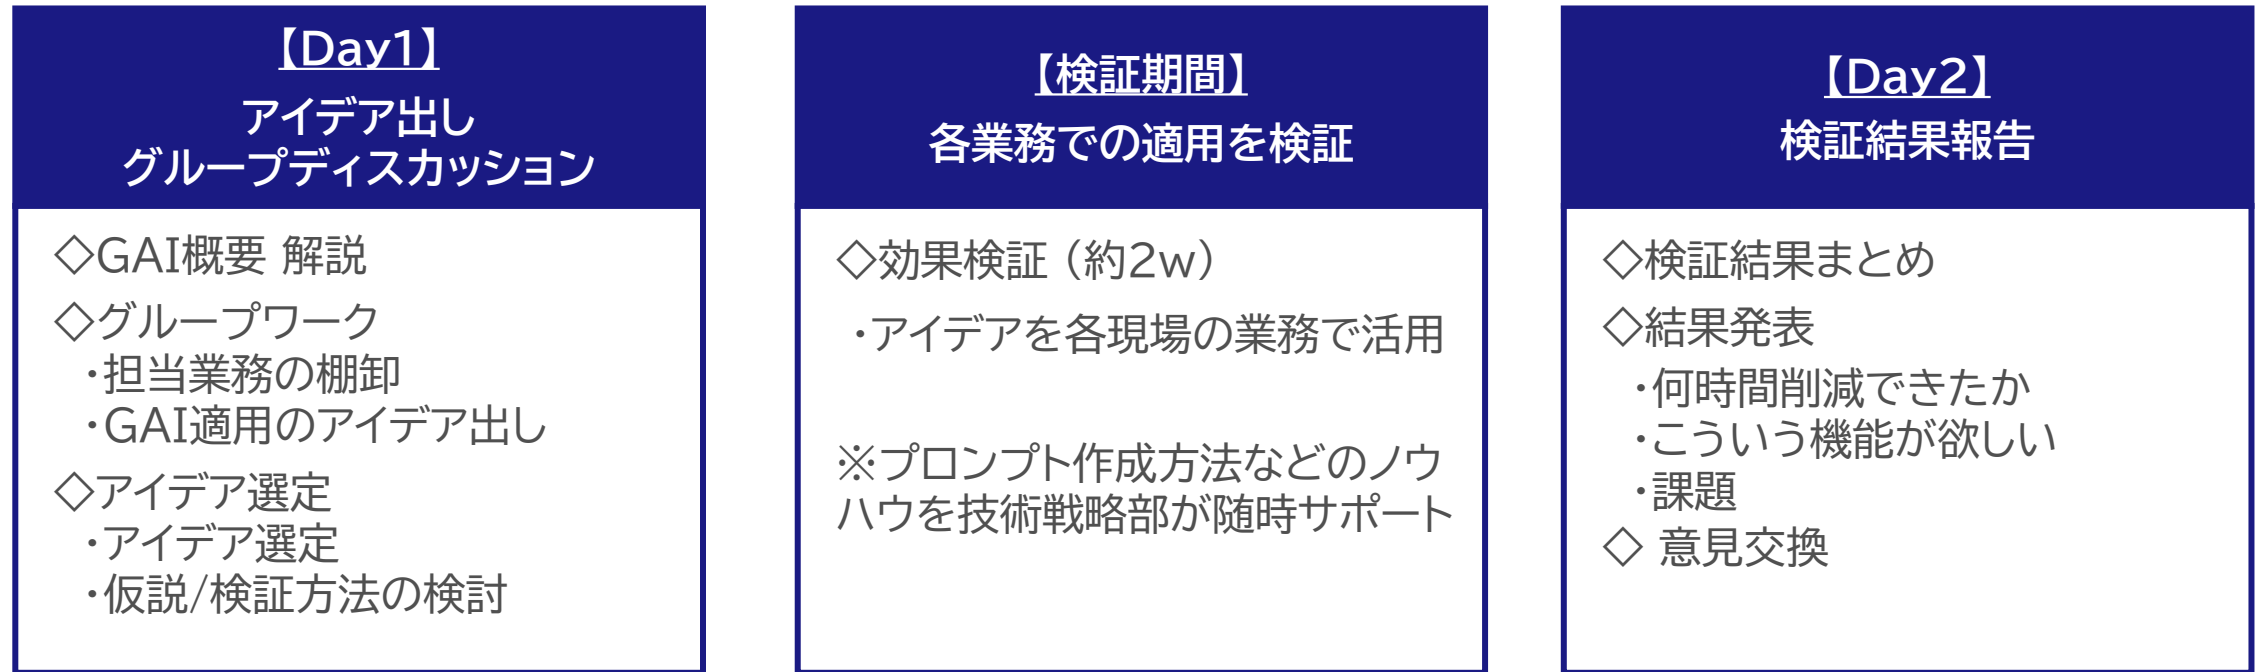 【Day1】
アイデア出し
グループディスカッション
◇GAI概要 解説
◇グループワーク
・担当業務の棚卸
・GAI適用のアイデア出し
◇アイデア選定
・アイデア選定
・仮説/検証方法の検討
【検証期間】
各業務での適用を検証
◇効果検証（約2w）
・アイデアを各現場の業務で活用
※プロンプト作成方法などのノウ
ハウを技術戦略部が随時サポート
【Day2】
検証結果報告
◇検証結果まとめ
◇結果発表
・何時間削減できたか
・こういう機能が欲しい
・課題
◇ 意見交換